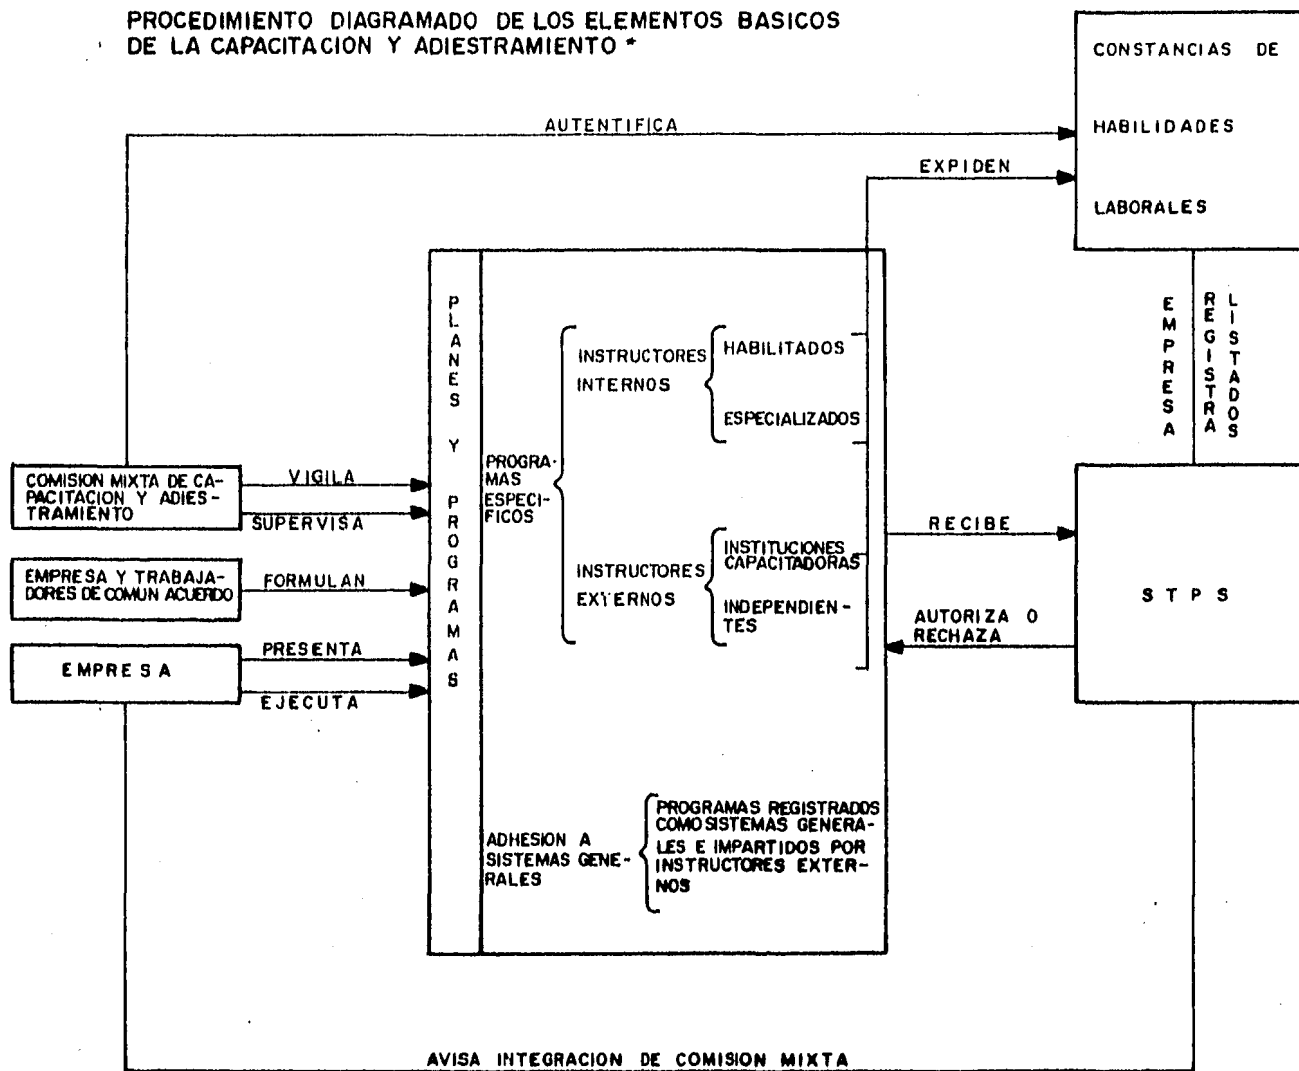 PROCEDIMIENTO DIAGRAMADO DE LOS ELEMENTOS BASICOS
DE LA CAPACITACION Y ADIESTRAMIENTO *
CONSTANCIAS DE
HABILIDADES
LABORALES
AUTENTIFICA
EXPIDEN
EMPRESA
REGISTRA
LISTADOS
PLANES Y PROGRAMAS
PROGRA-
MAS
ESPECI-
FICOS
INSTRUCTORES
INTERNOS
HABILITADOS
ESPECIALIZADOS
INSTRUCTORES
EXTERNOS
INSTITUCIONES
CAPACITADORAS
INDEPENDIEN-
TES
COMISION MIXTA DE CA-
PACITACION Y ADIES-
TRAMIENTO
VIGILA
SUPERVISA
EMPRESA Y TRABAJA-
DORES DE COMUN ACUERDO
FORMULAN
EMPRESA
PRESENTA
EJECUTA
RECIBE
AUTORIZA O
RECHAZA
STPS
ADHESION A
SISTEMAS GENE-
RALES
PROGRAMAS REGISTRADOS
COMO SISTEMAS GENERA-
LES E IMPARTIDOS POR
INSTRUCTORES EXTER-
NOS
AVISA INTEGRACION DE COMISION MIXTA